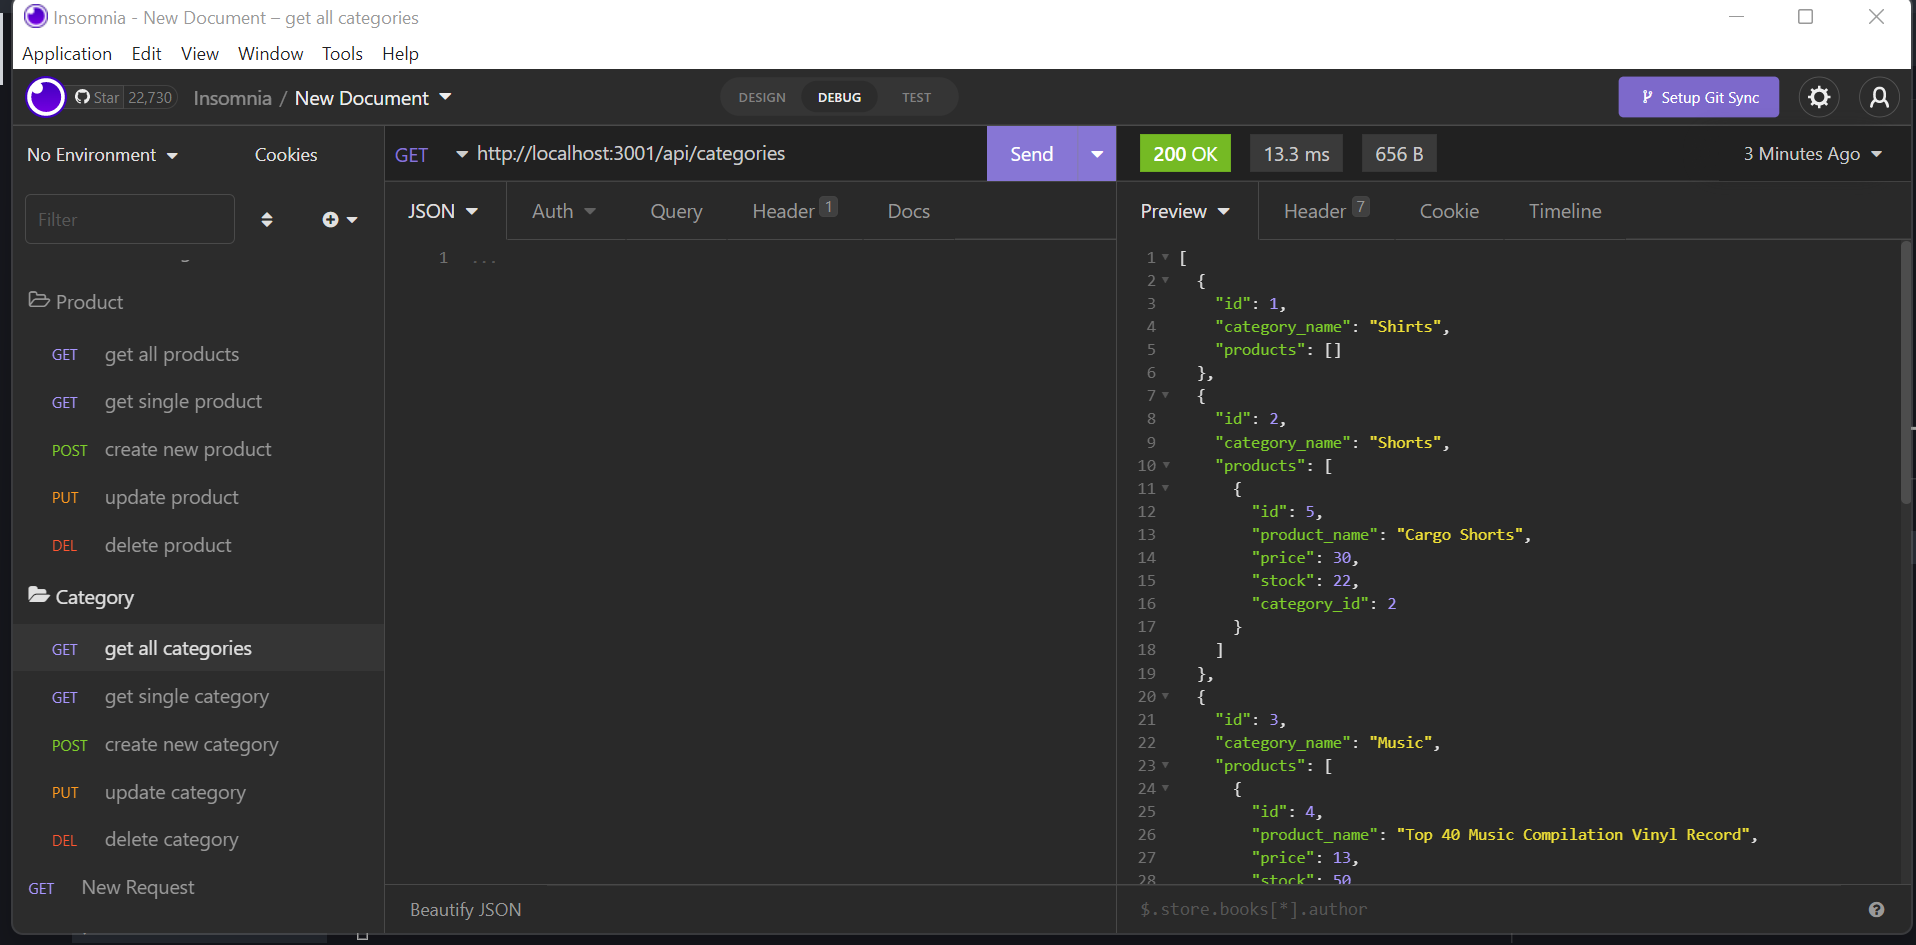 Insomnia - New Document – get all categories
Application Edit View Window Tools Help
Star 22,730 Insomnia / New Document DESIGN DEBUG TEST Setup Git Sync
No Environment Cookies GET http://localhost:3001/api/categories Send 200 OK 13.3 ms 656 B 3 Minutes Ago
Filter
JSON Auth Query Header 1 Docs
Preview Header 7 Cookie Timeline
Product
GET get all products
GET get single product
POST create new product
PUT update product
DEL delete product
Category
GET get all categories
GET get single category
POST create new category
PUT update category
DEL delete category
GET New Request
1 ...
Beautify JSON
1 [
2 {
3 "id": 1,
4 "category_name": "Shirts",
5 "products": []
6 },
7 {
8 "id": 2,
9 "category_name": "Shorts",
10 "products": [
11 {
12 "id": 5,
13 "product_name": "Cargo Shorts",
14 "price": 30,
15 "stock": 22,
16 "category_id": 2
17 }
18 ]
19 },
20 {
21 "id": 3,
22 "category_name": "Music",
23 "products": [
24 {
25 "id": 4,
26 "product_name": "Top 40 Music Compilation Vinyl Record",
27 "price": 13,
28 "stock": 50
$.store.books[*].author